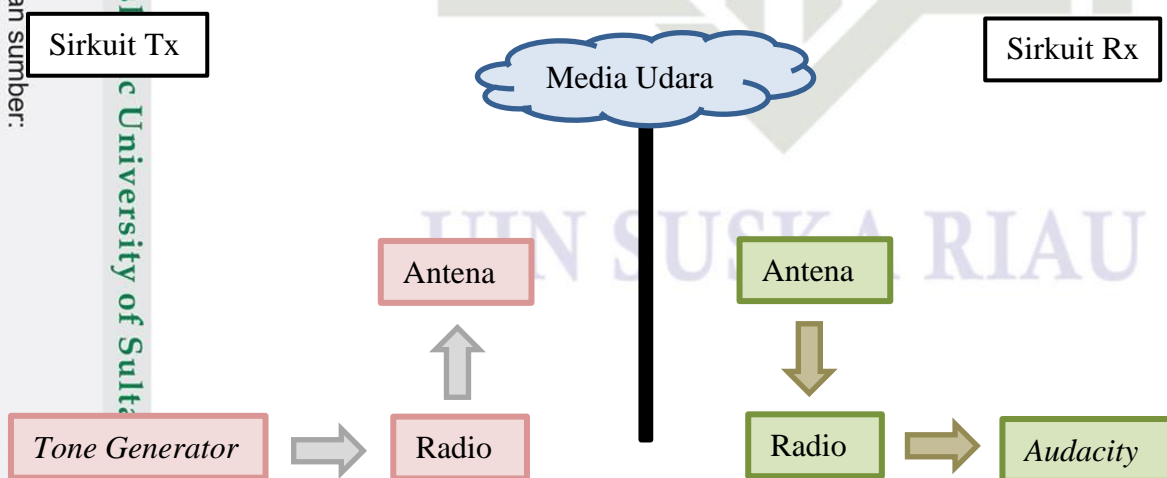 an sumber:
c University of Sulta
Sirkuit Tx
Media Udara
Sirkuit Rx
UIN SUSKA RIAU
Antena
Antena
Tone Generator
Radio
Radio
Audacity